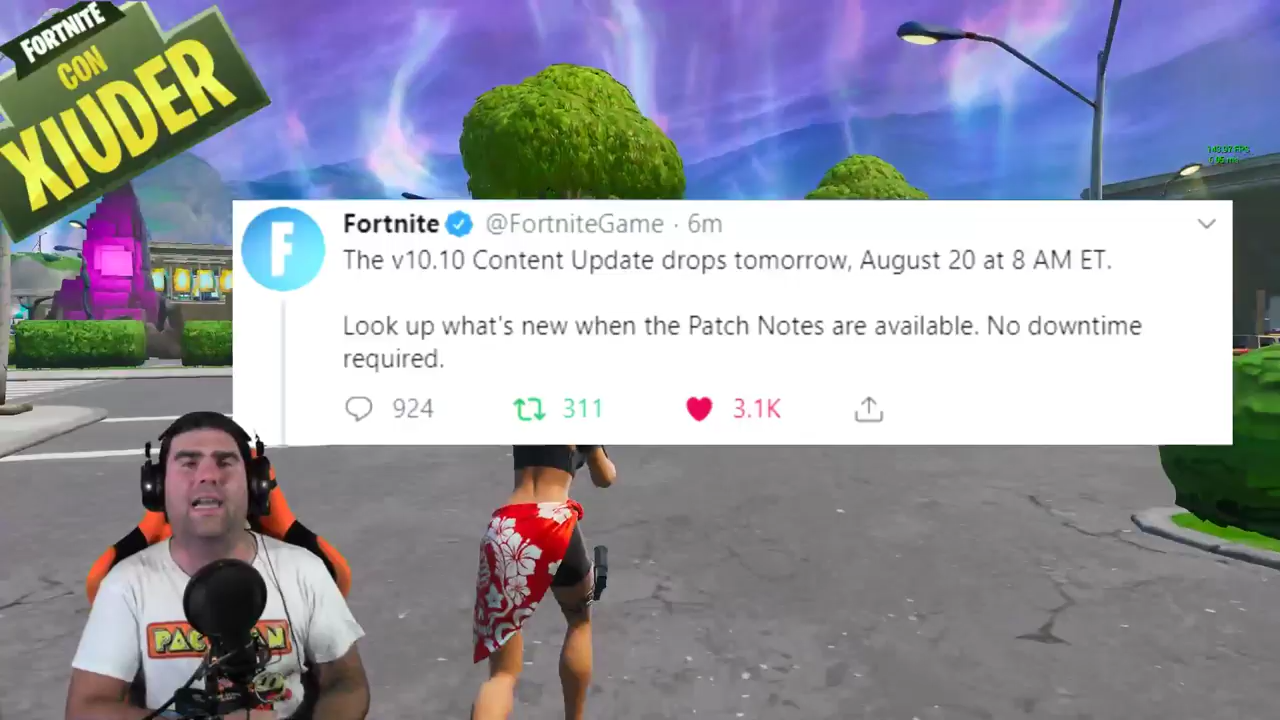 FORTNITE
CON
XIUDER
Fortnite @FortniteGame · 6m
The v10.10 Content Update drops tomorrow, August 20 at 8 AM ET.
Look up what's new when the Patch Notes are available. No downtime
required.
924 311 3.1K